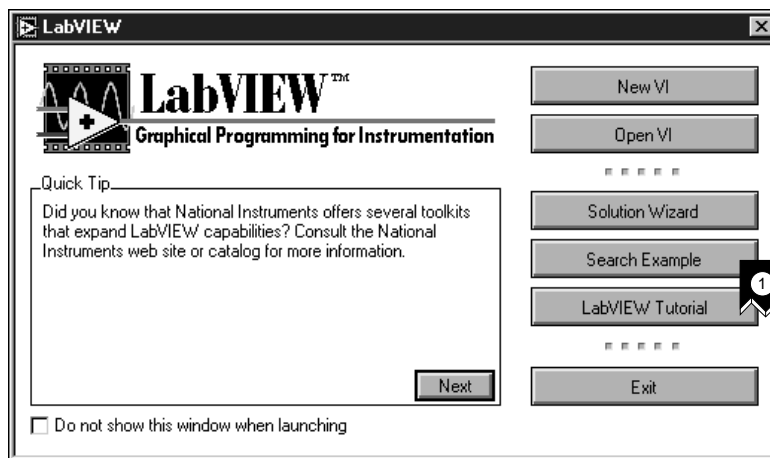 LabVIEW
LabVIEW™
Graphical Programming for Instrumentation
Quick Tip
Did you know that National Instruments offers several toolkits
that expand LabVIEW capabilities? Consult the National
Instruments web site or catalog for more information.
Next
Do not show this window when launching
New VI
Open VI
Solution Wizard
Search Example
LabVIEW Tutorial
1
Exit